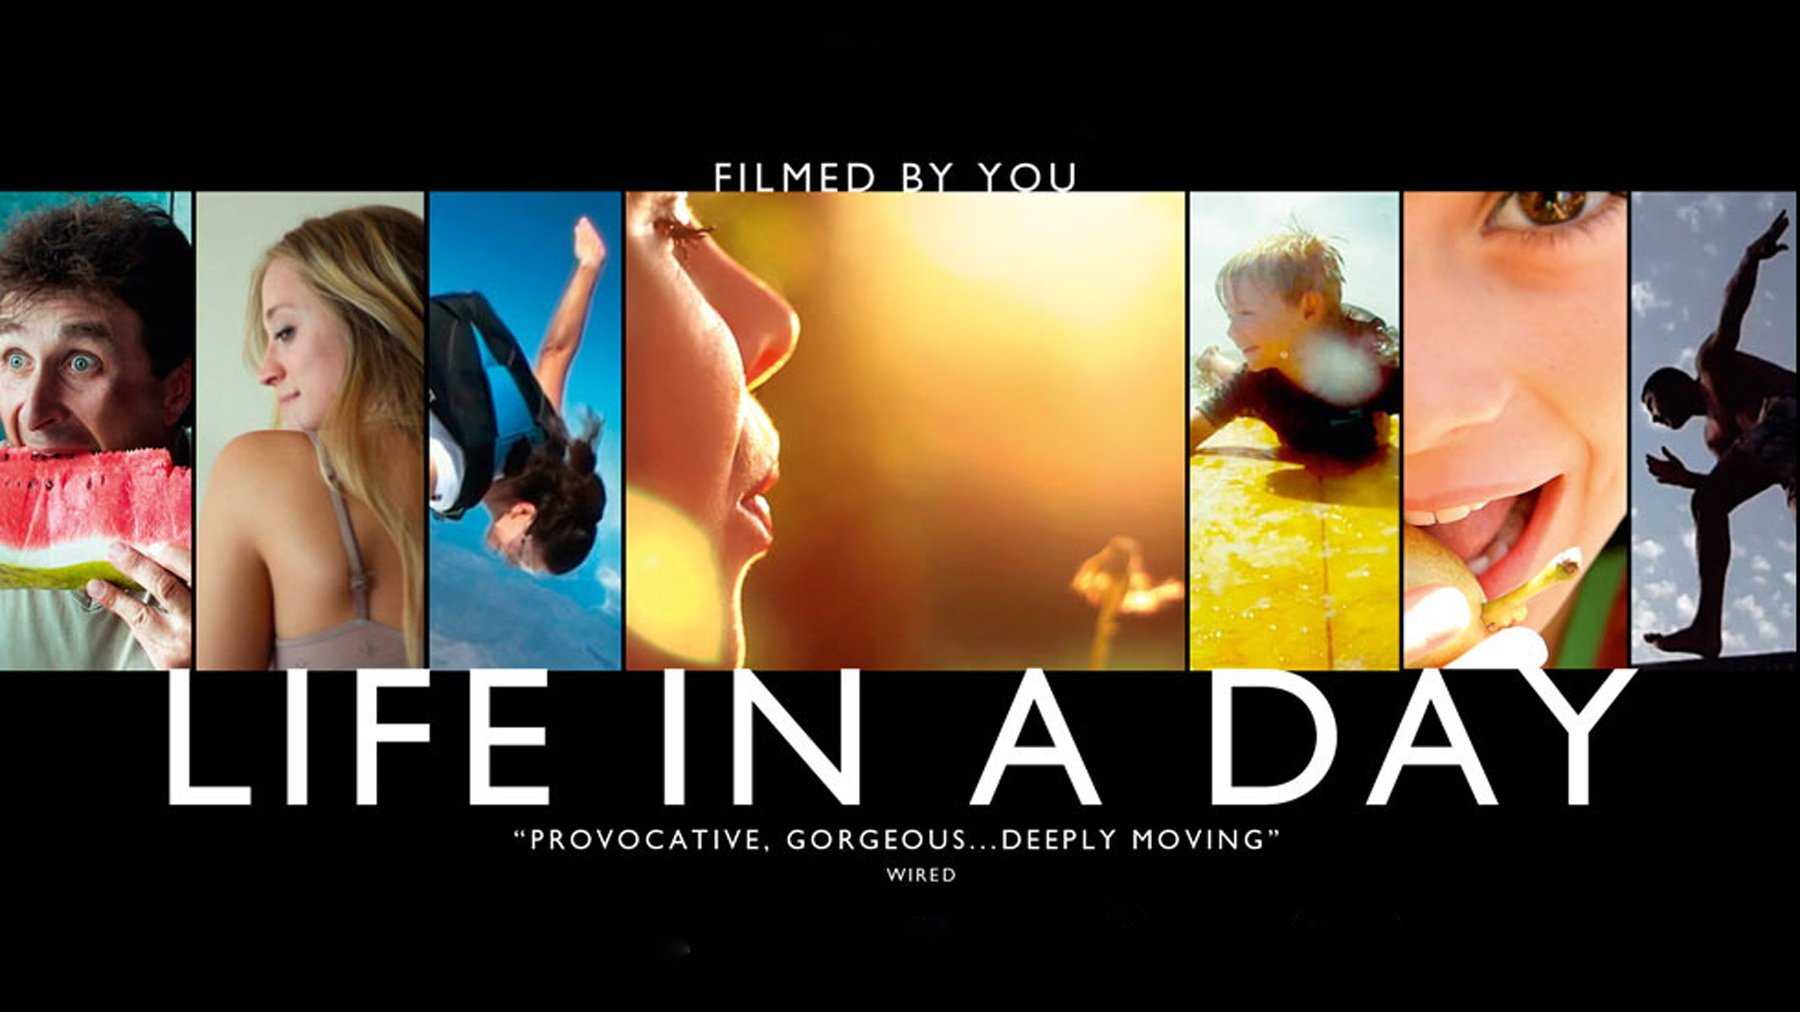 FILMED BY YOU
LIFE IN A DAY
“PROVOCATIVE, GORGEOUS...DEEPLY MOVING”
WIRED